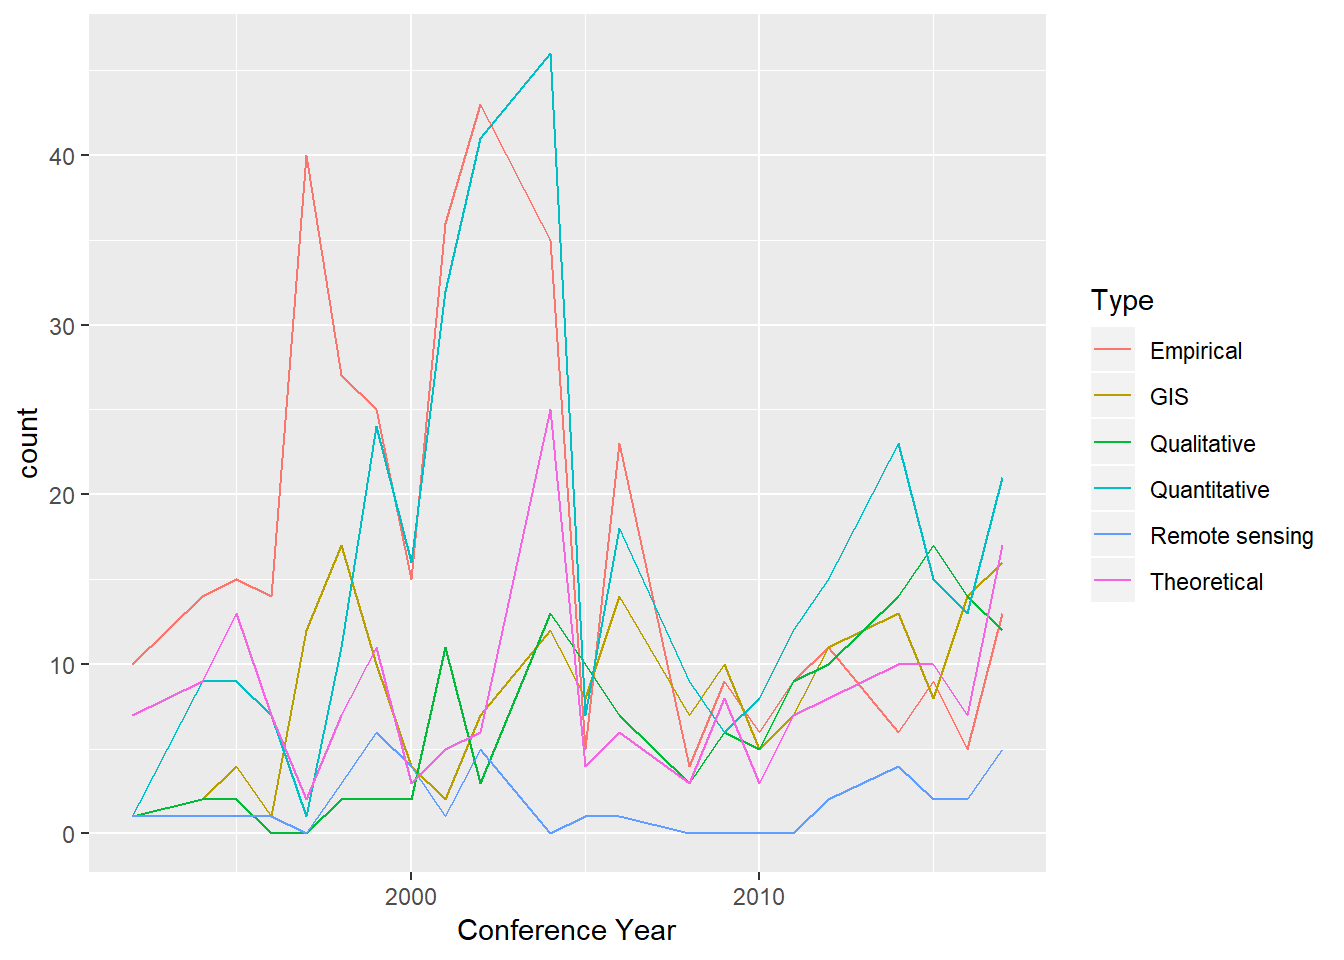 40
30
20
10
0
count
2000
2010
Conference Year
Type
Empirical
GIS
Qualitative
Quantitative
Remote sensing
Theoretical